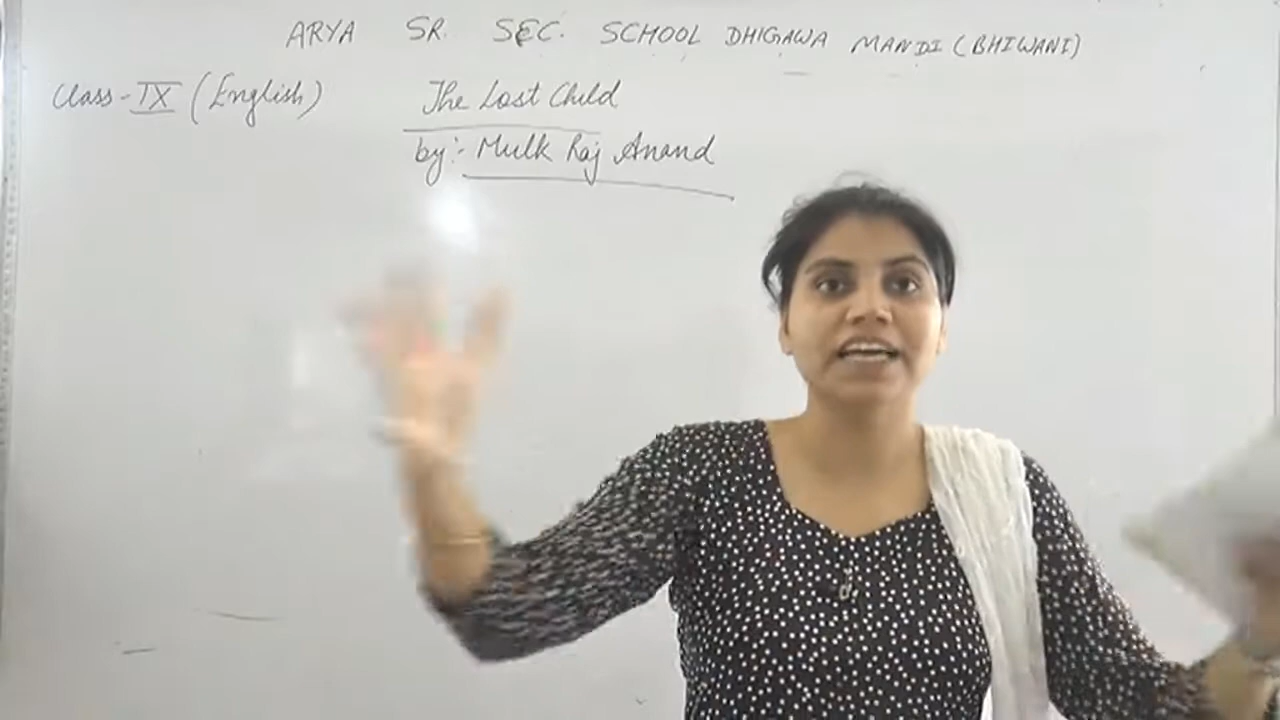 ARYA SR. SEC. SCHOOL DHIGAWA MANDI (BHIWANI)
Class - IX (English)
The Lost Child
by:- Mulk Raj Anand